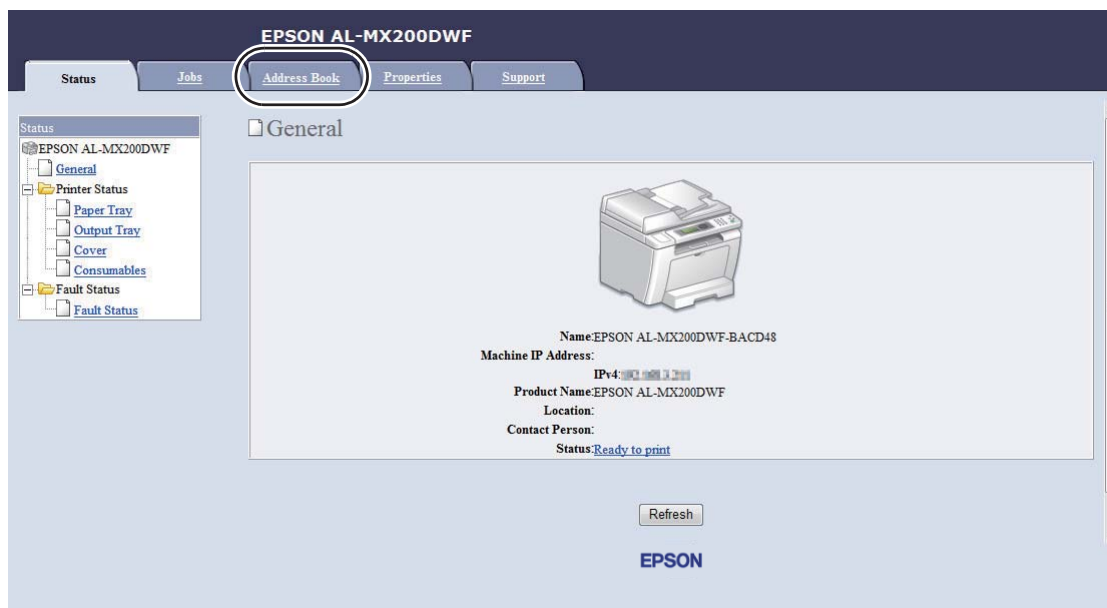 EPSON AL-MX200DWF
Status Jobs Address Book Properties Support
Status
EPSON AL-MX200DWF
General
Printer Status
Paper Tray
Output Tray
Cover
Consumables
Fault Status
Fault Status
General
Name:EPSON AL-MX200DWF-BACD48
Machine IP Address:
IPv4:
Product Name:EPSON AL-MX200DWF
Location:
Contact Person:
Status:Ready to print
Refresh
EPSON